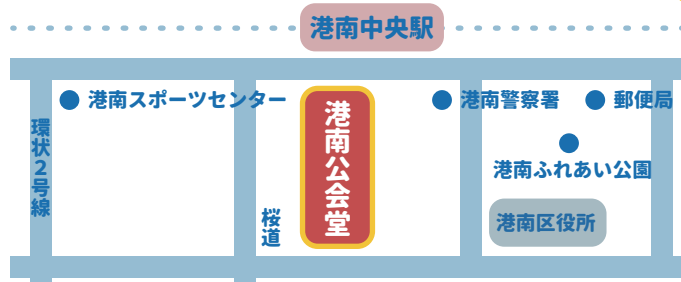 港南中央駅
港南スポーツセンター
港南警察署
郵便局
環状2号線
港南公会堂
港南ふれあい公園
桜道
港南区役所